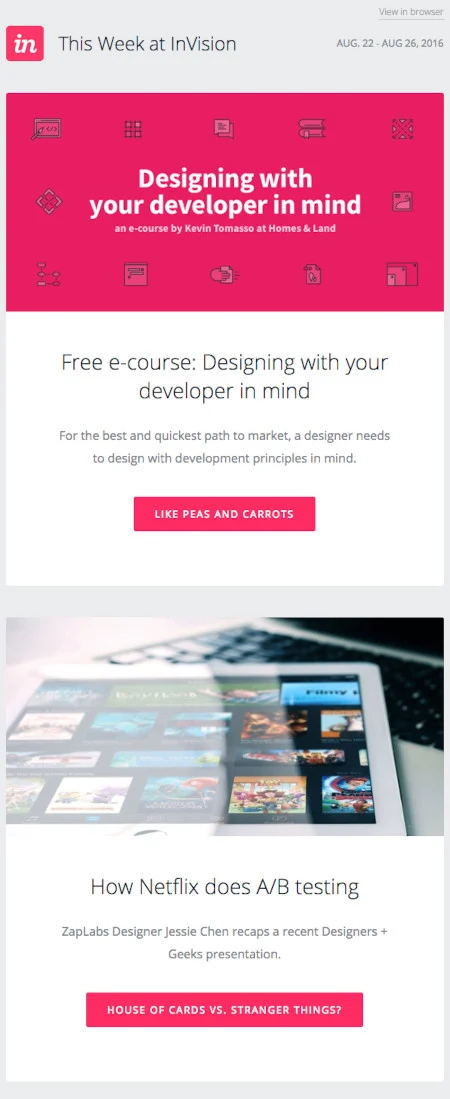 View in browser
in
This Week at InVision
AUG. 22 - AUG 26, 2016
Designing with
your developer in mind
an e-course by Kevin Tomasso at Homes & Land
Free e-course: Designing with your
developer in mind
For the best and quickest path to market, a designer needs
to design with development principles in mind.
LIKE PEAS AND CARROTS
How Netflix does A/B testing
ZapLabs Designer Jessie Chen recaps a recent Designers +
Geeks presentation.
HOUSE OF CARDS VS. STRANGER THINGS?